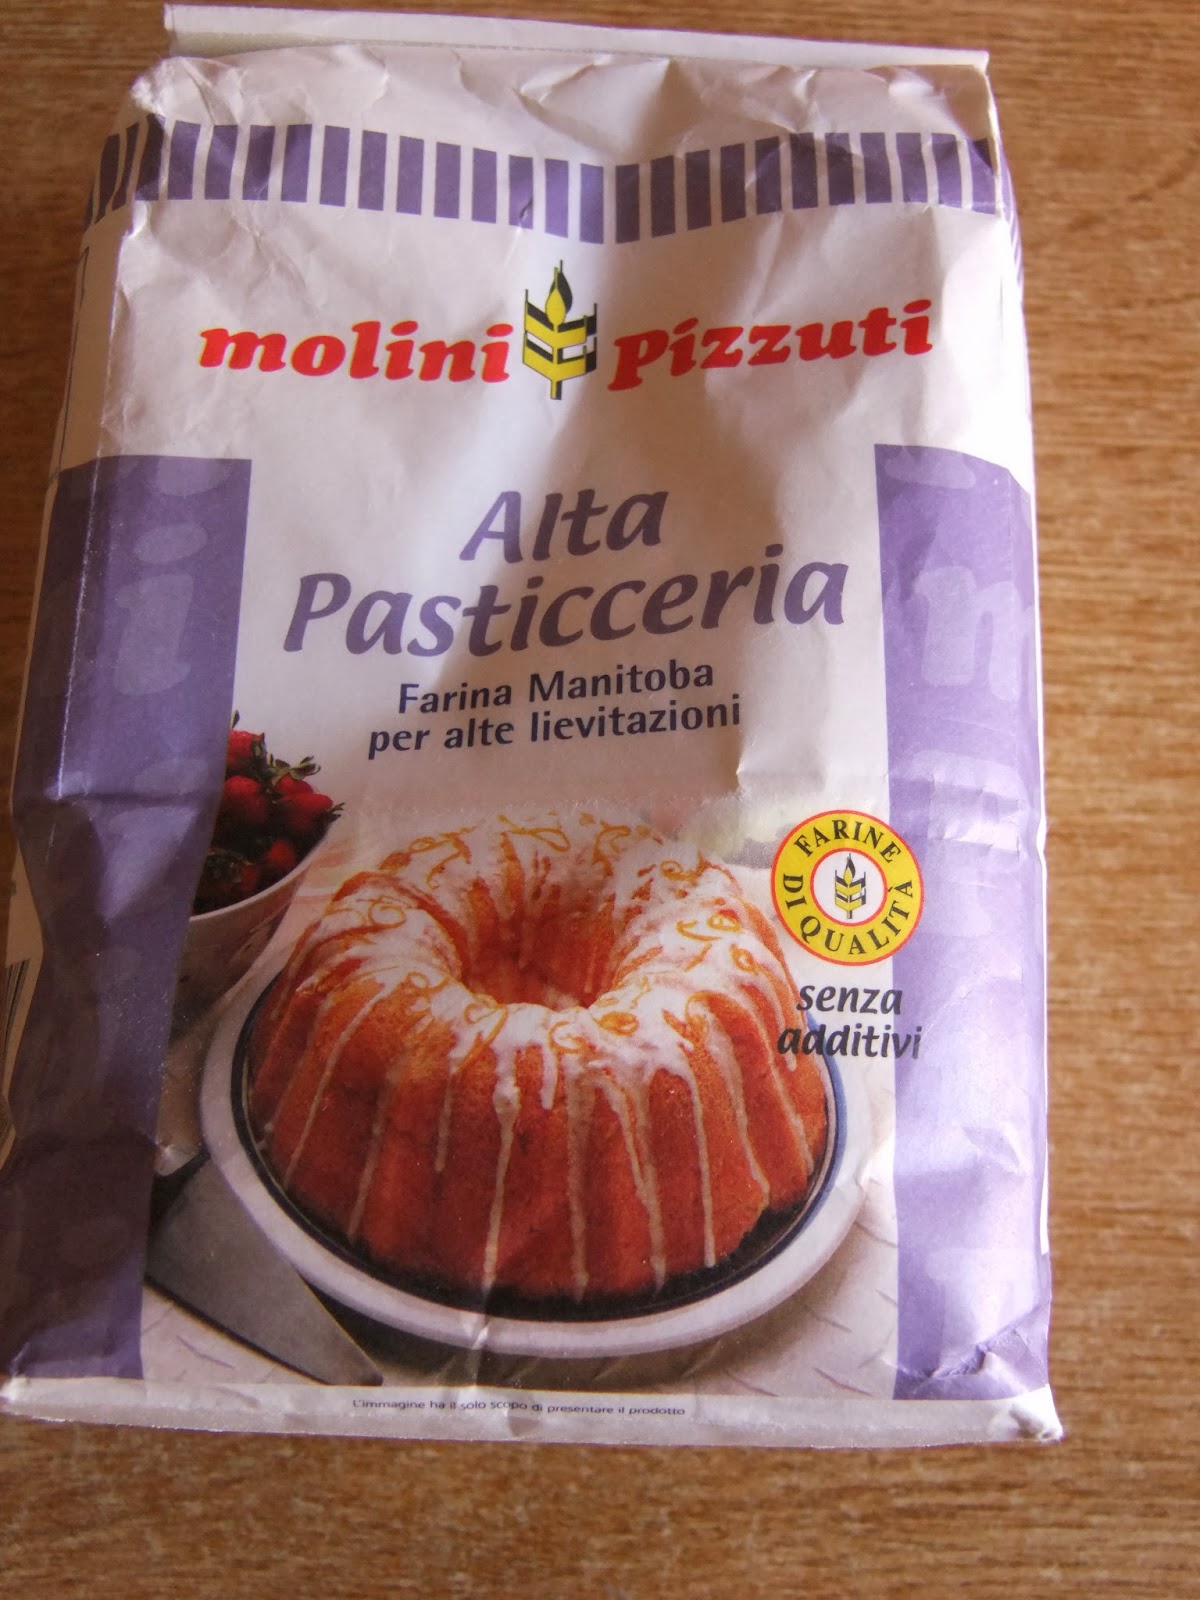 molini pizzuti
Alta
Pasticceria
Farina Manitoba
per alte lievitazioni
FARINE
DI QUALITÁ
senza
additivi
L'immagine ha il solo scopo di presentare il prodotto